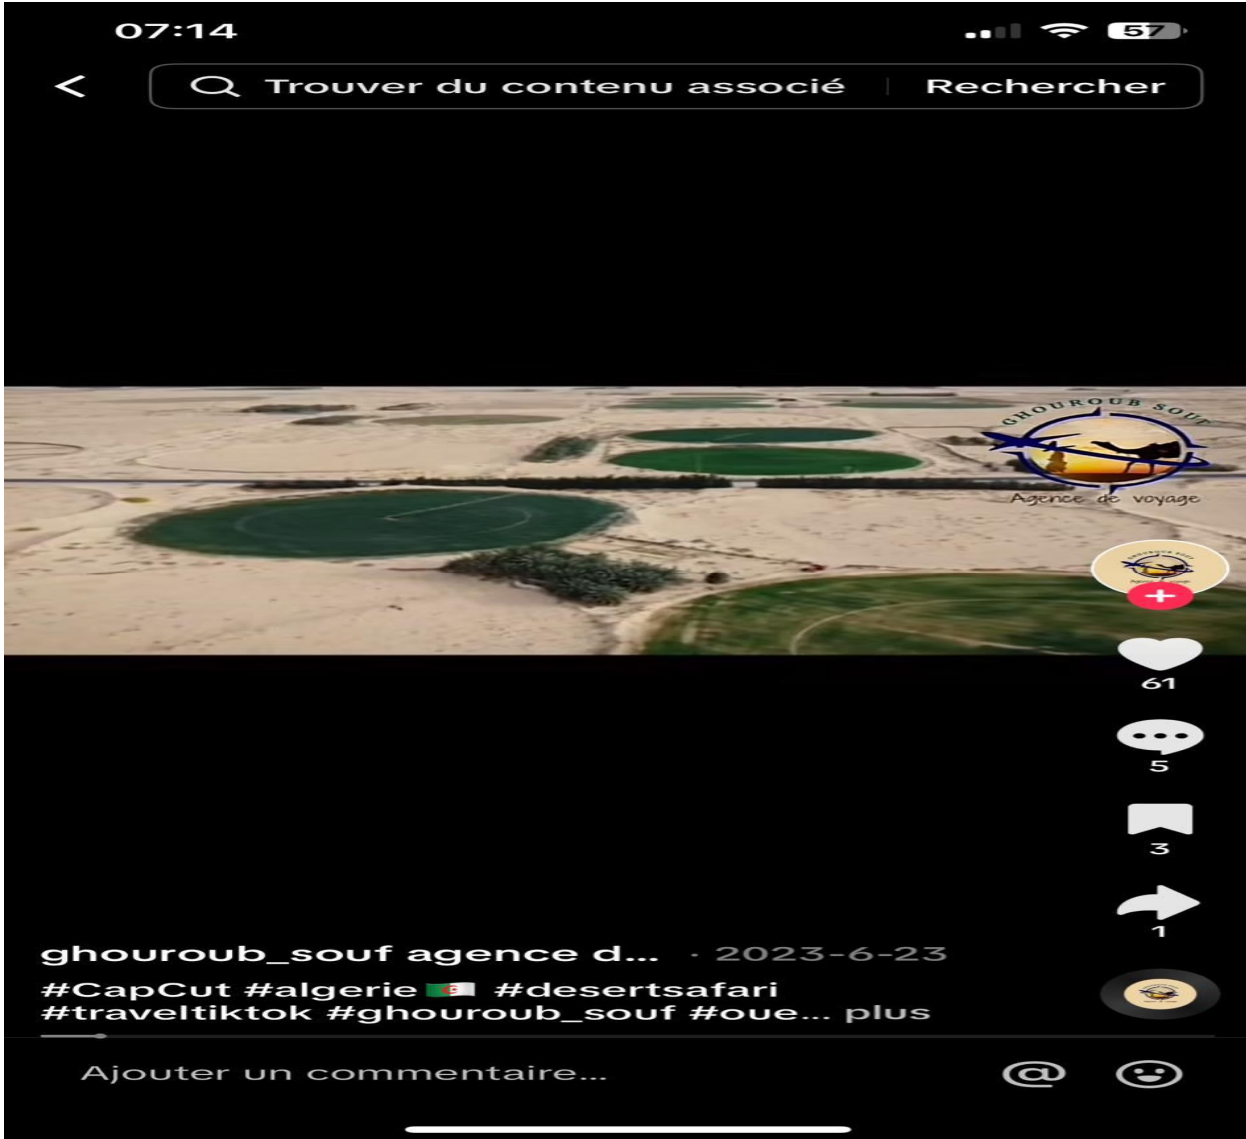 07:14
57
Trouver du contenu associé
Rechercher
GHOUROUB SOUF
Agence de voyage
61
5
3
1
ghouroub_souf agence d... · 2023-6-23
#CapCut #algerie🇩🇿 #desertsafari
#traveltiktok #ghouroub_souf #oue... plus
Ajouter un commentaire...
@